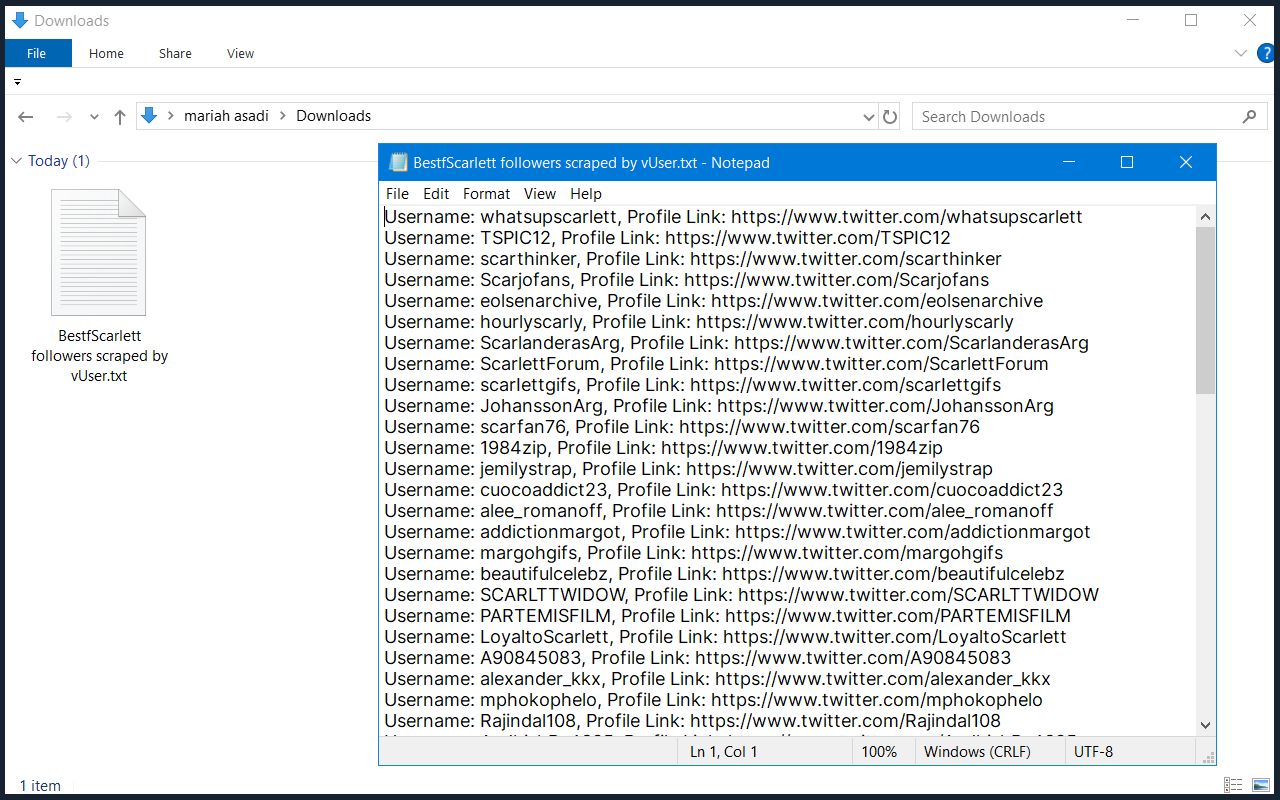 Downloads
File Home Share View
?
mariah asadi Downloads
Search Downloads
Today (1)
BestfScarlett
followers scraped by
vUser.txt
BestfScarlett followers scraped by vUser.txt - Notepad
File Edit Format View Help
Username: whatsupscarlett, Profile Link: https://www.twitter.com/whatsupscarlett
Username: TSPIC12, Profile Link: https://www.twitter.com/TSPIC12
Username: scarthinker, Profile Link: https://www.twitter.com/scarthinker
Username: Scarjofans, Profile Link: https://www.twitter.com/Scarjofans
Username: eolsenarchive, Profile Link: https://www.twitter.com/eolsenarchive
Username: hourlyscarly, Profile Link: https://www.twitter.com/hourlyscarly
Username: ScarlanderasArg, Profile Link: https://www.twitter.com/ScarlanderasArg
Username: ScarlettForum, Profile Link: https://www.twitter.com/ScarlettForum
Username: scarlettgifs, Profile Link: https://www.twitter.com/scarlettgifs
Username: JohanssonArg, Profile Link: https://www.twitter.com/JohanssonArg
Username: scarfan76, Profile Link: https://www.twitter.com/scarfan76
Username: 1984zip, Profile Link: https://www.twitter.com/1984zip
Username: jemilystrap, Profile Link: https://www.twitter.com/jemilystrap
Username: cuocoaddict23, Profile Link: https://www.twitter.com/cuocoaddict23
Username: alee_romanoff, Profile Link: https://www.twitter.com/alee_romanoff
Username: addictionmargot, Profile Link: https://www.twitter.com/addictionmargot
Username: margohgifs, Profile Link: https://www.twitter.com/margohgifs
Username: beautifulcelebz, Profile Link: https://www.twitter.com/beautifulcelebz
Username: SCARLTTWIDOW, Profile Link: https://www.twitter.com/SCARLTTWIDOW
Username: PARTEMISFILM, Profile Link: https://www.twitter.com/PARTEMISFILM
Username: LoyaltoScarlett, Profile Link: https://www.twitter.com/LoyaltoScarlett
Username: A90845083, Profile Link: https://www.twitter.com/A90845083
Username: alexander_kkx, Profile Link: https://www.twitter.com/alexander_kkx
Username: mphokophelo, Profile Link: https://www.twitter.com/mphokophelo
Username: Rajindal108, Profile Link: https://www.twitter.com/Rajindal108
Ln 1, Col 1 100% Windows (CRLF) UTF-8
1 item